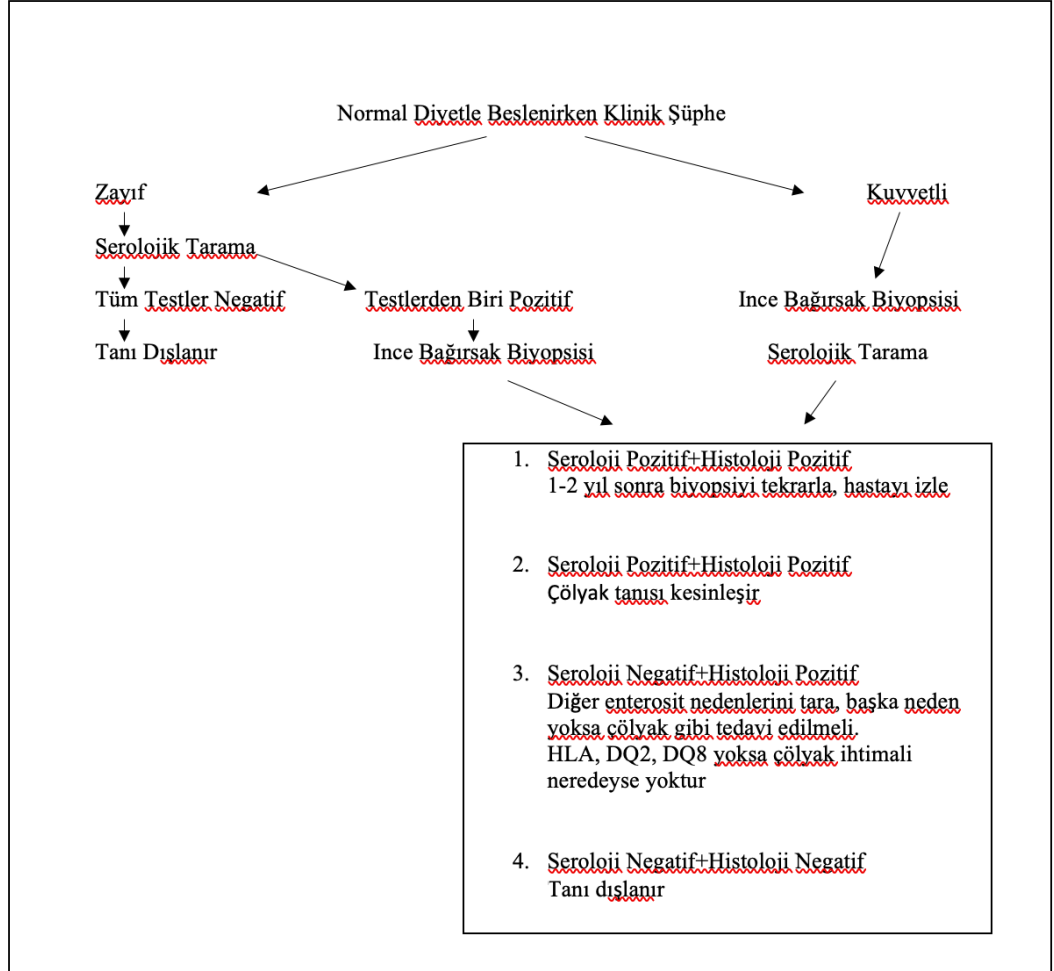 Normal Diyetle Beslenirken Klinik Şüphe
Zayıf
Kuvvetli
Serolojik Tarama
Tüm Testler Negatif
Testlerden Biri Pozitif
Ince Bağırsak Biyopsisi
Tanı Dışlanır
Ince Bağırsak Biyopsisi
Serolojik Tarama
1. Seroloji Pozitif+Histoloji Pozitif
1-2 yıl sonra biyopsiyi tekrarla, hastayı izle
2. Seroloji Pozitif+Histoloji Pozitif
Çölyak tanısı kesinleşir
3. Seroloji Negatif+Histoloji Pozitif
Diğer enterosit nedenlerini tara, başka neden
yoksa çölyak gibi tedavi edilmeli.
HLA, DQ2, DQ8 yoksa çölyak ihtimali
neredeyse yoktur
4. Seroloji Negatif+Histoloji Negatif
Tanı dışlanır